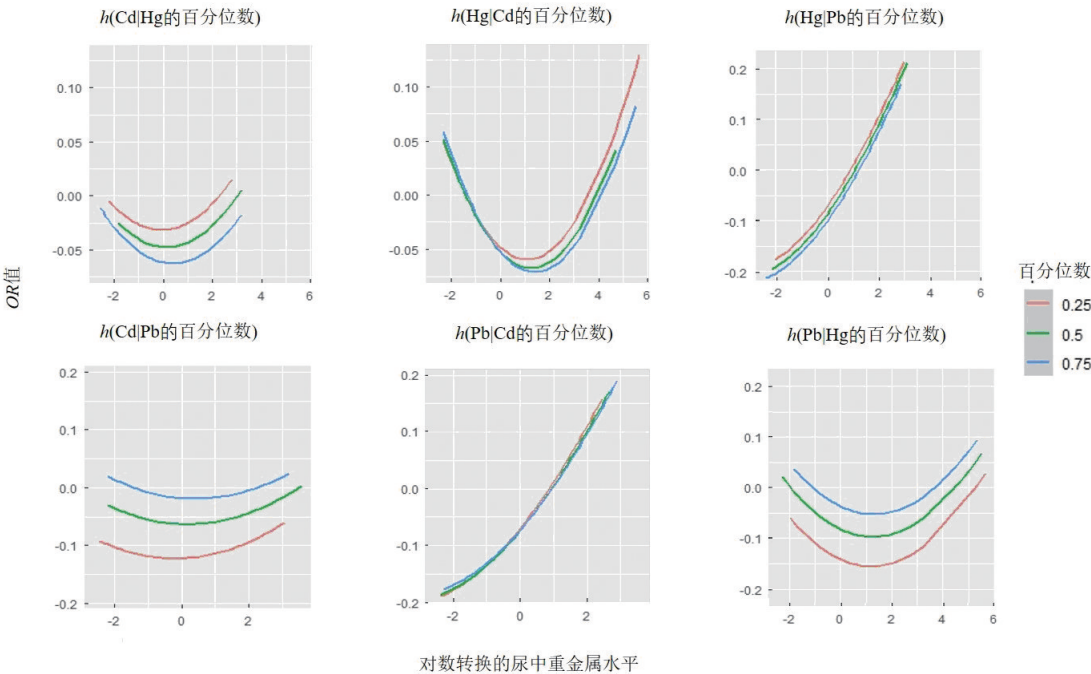 h(Cd|Hg的百分位数)
h(Hg|Cd的百分位数)
h(Hg|Pb的百分位数)
0.10
0.05
0.00
-0.05
-2 0 2 4 6
0.10
0.05
0.00
-0.05
-2 0 2 4 6
0.2
0.1
0.0
-0.1
-0.2
-2 0 2 4 6
OR值
百分位数
0.25
0.5
0.75
h(Cd|Pb的百分位数)
h(Pb|Cd的百分位数)
h(Pb|Hg的百分位数)
0.2
0.1
0.0
-0.1
-0.2
-2 0 2
0.2
0.1
0.0
-0.1
-0.2
-2 0 2
0.2
0.1
0.0
-0.1
-0.2
-2 0 2 4 6
对数转换的尿中重金属水平